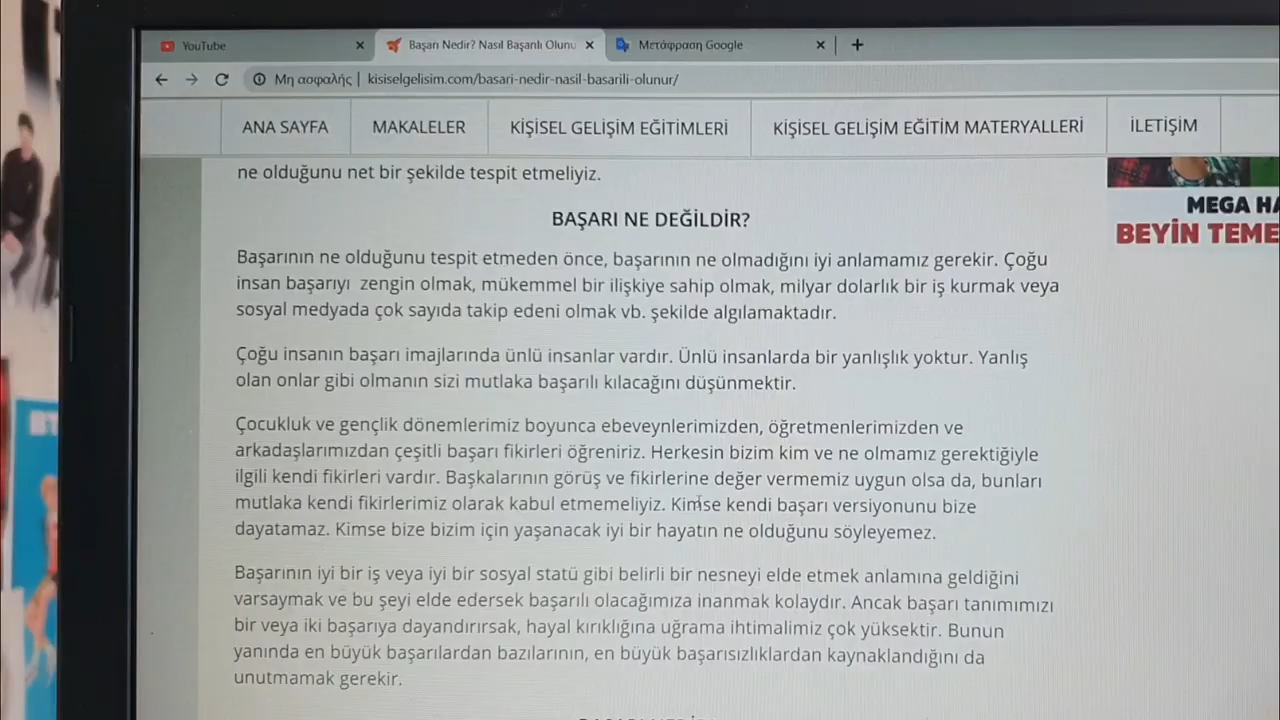 YouTube
Başarı Nedir? Nasıl Başarılı Olunu
Μετάφραση Google
Μη ασφαλής | kisiselgelisim.com/basari-nedir-nasil-basarili-olunur/
ANA SAYFA
MAKALELER
KİŞİSEL GELİŞİM EĞİTİMLERİ
KİŞİSEL GELİŞİM EĞİTİM MATERYALLERİ
İLETİŞİM
ne olduğunu net bir şekilde tespit etmeliyiz.
MEGA HA
BEYİN TEME
BAŞARI NE DEĞİLDİR?
Başarının ne olduğunu tespit etmeden önce, başarının ne olmadığını iyi anlamamız gerekir. Çoğu
insan başarıyı zengin olmak, mükemmel bir ilişkiye sahip olmak, milyar dolarlık bir iş kurmak veya
sosyal medyada çok sayıda takip edeni olmak vb. şekilde algılamaktadır.
Çoğu insanın başarı imajlarında ünlü insanlar vardır. Ünlü insanlarda bir yanlışlık yoktur. Yanlış
olan onlar gibi olmanın sizi mutlaka başarılı kılacağını düşünmektir.
Çocukluk ve gençlik dönemlerimiz boyunca ebeveynlerimizden, öğretmenlerimizden ve
arkadaşlarımızdan çeşitli başarı fikirleri öğreniriz. Herkesin bizim kim ve ne olmamız gerektiğiyle
ilgili kendi fikirleri vardır. Başkalarının görüş ve fikirlerine değer vermemiz uygun olsa da, bunları
mutlaka kendi fikirlerimiz olarak kabul etmemeliyiz. Kimse kendi başarı versiyonunu bize
dayatamaz. Kimse bize bizim için yaşanacak iyi bir hayatın ne olduğunu söyleyemez.
Başarının iyi bir iş veya iyi bir sosyal statü gibi belirli bir nesneyi elde etmek anlamına geldiğini
varsaymak ve bu şeyi elde edersek başarılı olacağımıza inanmak kolaydır. Ancak başarı tanımımızı
bir veya iki başarıya dayandırırsak, hayal kırıklığına uğrama ihtimalimiz çok yüksektir. Bunun
yanında en büyük başarılardan bazılarının, en büyük başarısızlıklardan kaynaklandığını da
unutmamak gerekir.